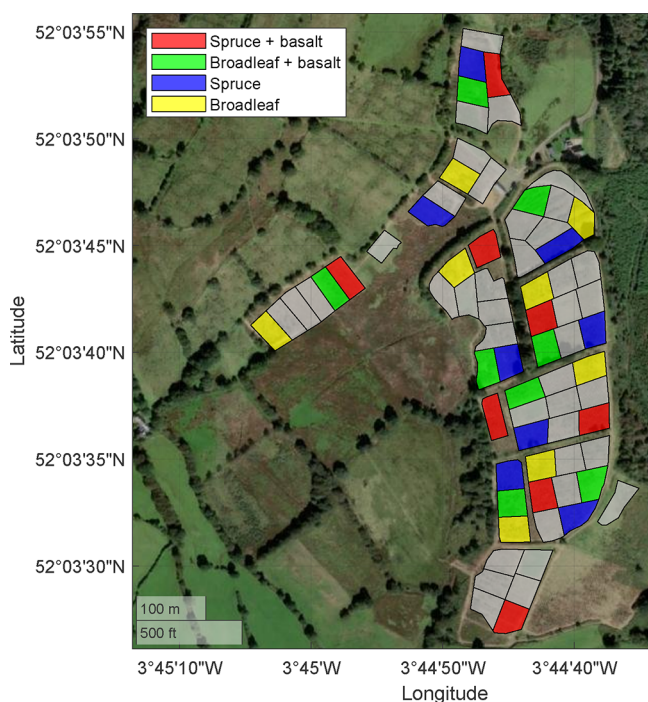 52°03'55"N
Spruce + basalt
Broadleaf + basalt
Spruce
Broadleaf
52°03'50"N
52°03'45"N
Latitude
52°03'40"N
52°03'35"N
52°03'30"N
100 m
500 ft
3°45'10"W 3°45'W 3°44'50"W 3°44'40"W
Longitude